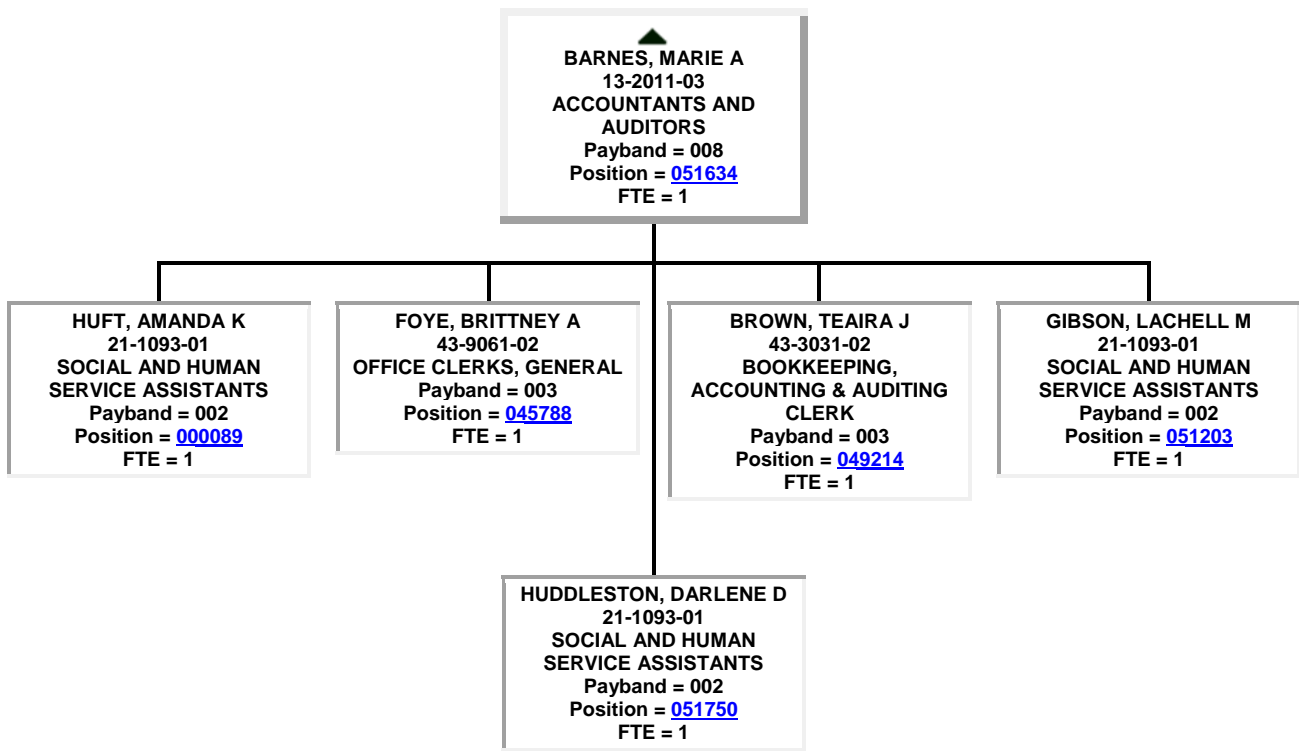 BARNES, MARIE A
13-2011-03
ACCOUNTANTS AND
AUDITORS
Payband = 008
Position = 051634
FTE = 1
HUFT, AMANDA K
21-1093-01
SOCIAL AND HUMAN
SERVICE ASSISTANTS
Payband = 002
Position = 000089
FTE = 1
FOYE, BRITTNEY A
43-9061-02
OFFICE CLERKS, GENERAL
Payband = 003
Position = 045788
FTE = 1
BROWN, TEAIRA J
43-3031-02
BOOKKEEPING,
ACCOUNTING & AUDITING
CLERK
Payband = 003
Position = 049214
FTE = 1
GIBSON, LACHELL M
21-1093-01
SOCIAL AND HUMAN
SERVICE ASSISTANTS
Payband = 002
Position = 051203
FTE = 1
HUDDLESTON, DARLENE D
21-1093-01
SOCIAL AND HUMAN
SERVICE ASSISTANTS
Payband = 002
Position = 051750
FTE = 1